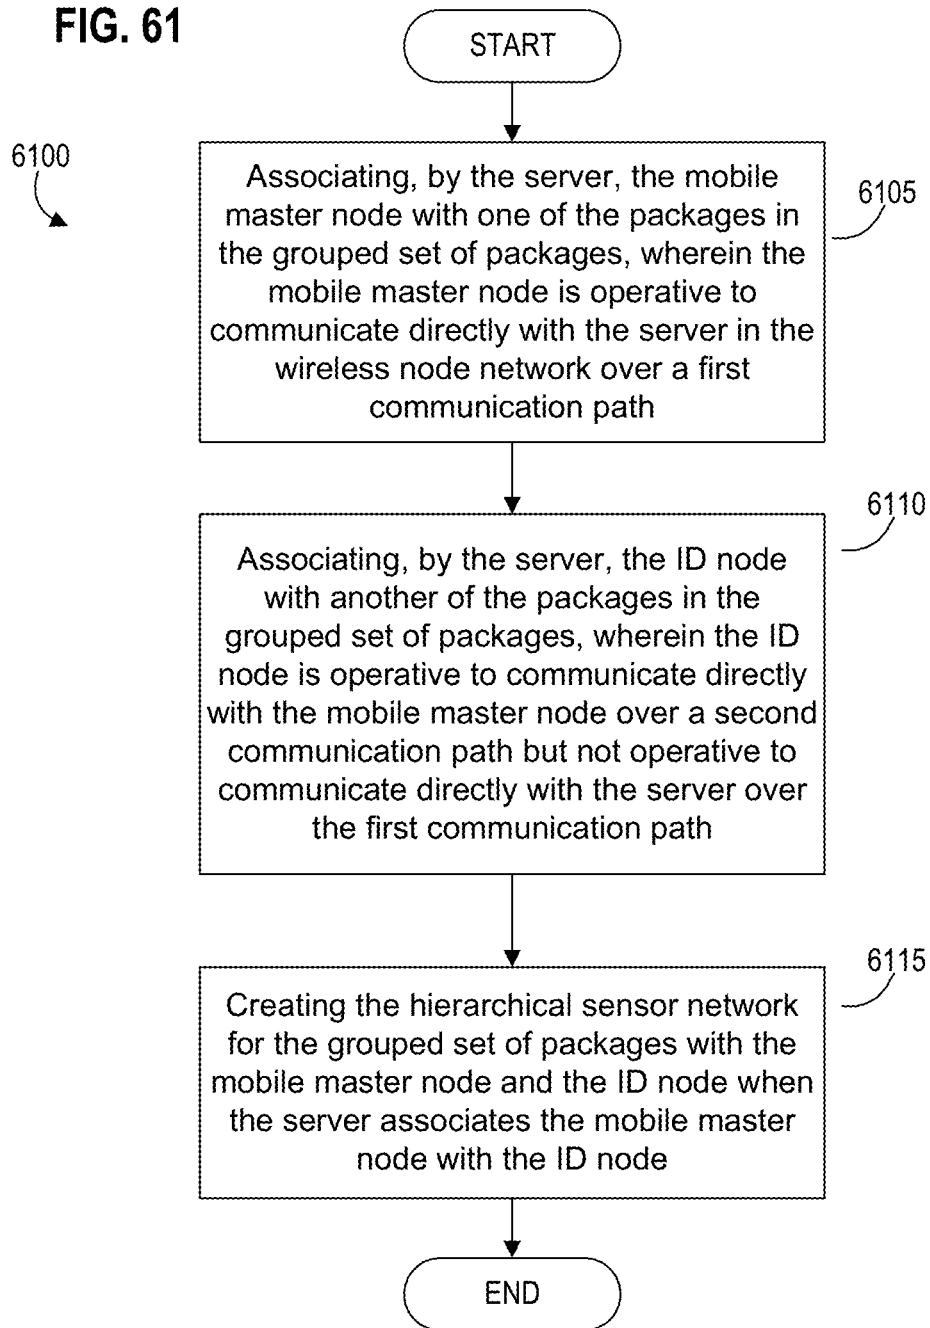 FIG. 61
START
6100
6105
Associating, by the server, the mobile
master node with one of the packages in
the grouped set of packages, wherein the
mobile master node is operative to
communicate directly with the server in the
wireless node network over a first
communication path
6110
Associating, by the server, the ID node
with another of the packages in the
grouped set of packages, wherein the ID
node is operative to communicate directly
with the mobile master node over a second
communication path but not operative to
communicate directly with the server over
the first communication path
6115
Creating the hierarchical sensor network
for the grouped set of packages with the
mobile master node and the ID node when
the server associates the mobile master
node with the ID node
END